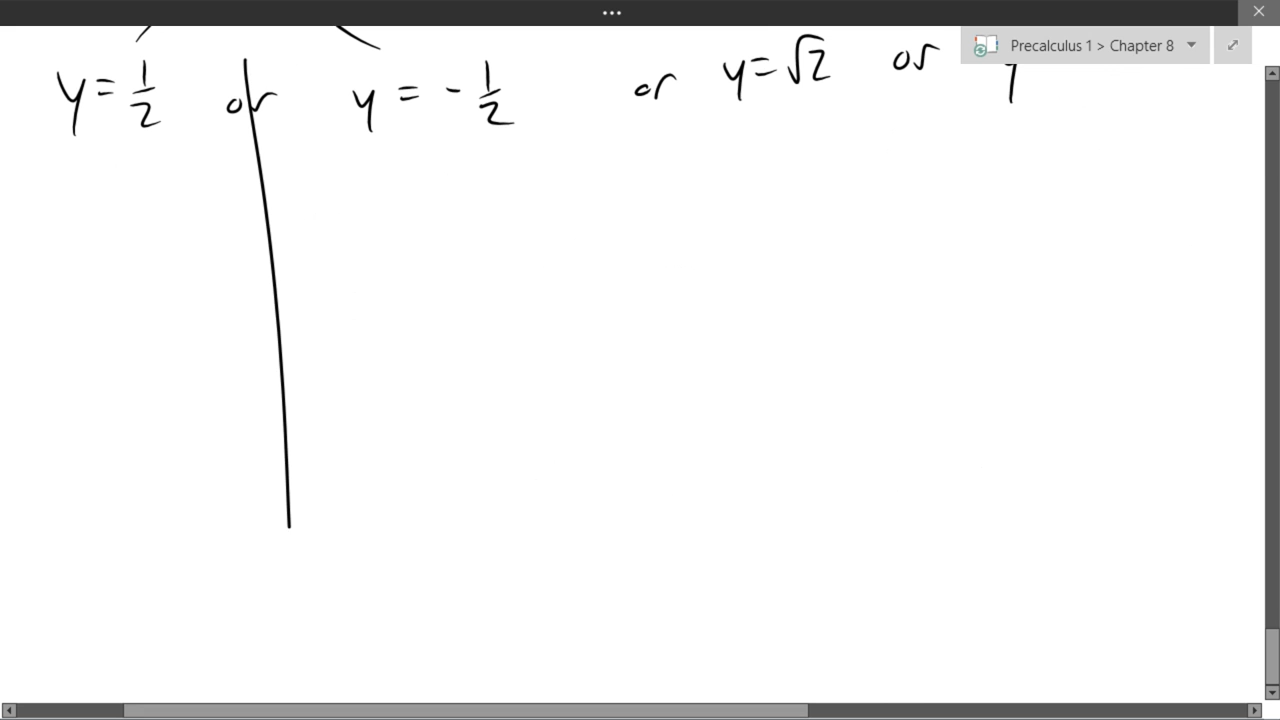 Precalculus 1 > Chapter 8
y = 1/2 or y = - 1/2 or y = √2 or y